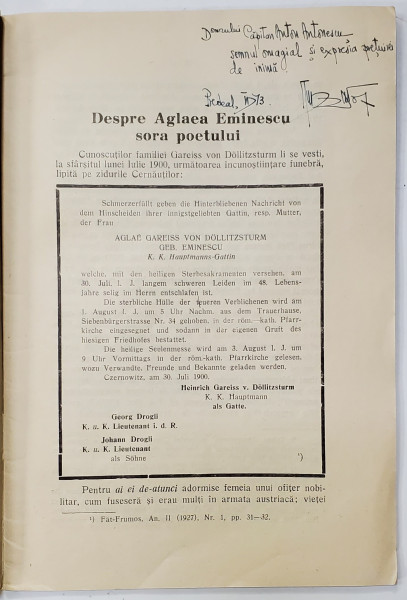 Domnului Căpitan Anton Antonescu
semnul omagial și expresia prețuirii
de inimă
Despre Aglaea Eminescu
sora poetului
Cunoscuților familiei Gareiss von Döllitzsturm li se vesti,
la sfârșitul lunei Iulie 1900, următoarea încunoștiințare funebră,
lipită pe zidurile Cernăuților:
Schmerzerfällt geben die Hinterbliebenen Nachricht von
dem Hinscheiden ihrer innigstgeliebten Gattin, resp. Mutter,
der Frau
AGLAE GAREISS VON DÖLLITZSTURM
GEB. EMINESCU
K. K. Hauptmanns-Gattin
welche, mit den heiligen Sterbesakramenten versehen, am
30. Juli, l. J. langem schweren Leiden im 48. Lebens-
jahre selig im Herrn entschlafen ist.
Die sterbliche Hülle der teueren Verblichenen wird am
1. August l. J. um 5 Uhr Nachm. aus dem Trauerhause,
Siebenbürgerstrasse Nr. 34 gehoben, in der röm.-kath. Pfarr-
kirche eingesegnet und sodann in der eigenen Gruft des
hiesigen Friedhofes bestattet.
Die heilige Seelenmesse wird am 3. August l. J. um
9 Uhr Vormittags in der röm.-kath. Pfarrkirche gelesen,
wozu Verwandte, Freunde und Bekannte geladen werden.
Czernowitz, am 30. Juli 1900.
Heinrich Gareiss v. Döllitzsturm
K. K. Hauptmann
als Gatte.
Georg Drogli
K. u. K. Lieutenant i. d. R.
Johann Drogli
K. u. K. Lieutenant
als Söhne
¹)
Pentru ai ei de-atunci adormise femeia unui ofițer nobi-
litar, cum fuseseră și erau mulți în armata austriacă; vieței
¹) Făt-Frumos, An. II (1927), Nr. 1, pp. 31—32.